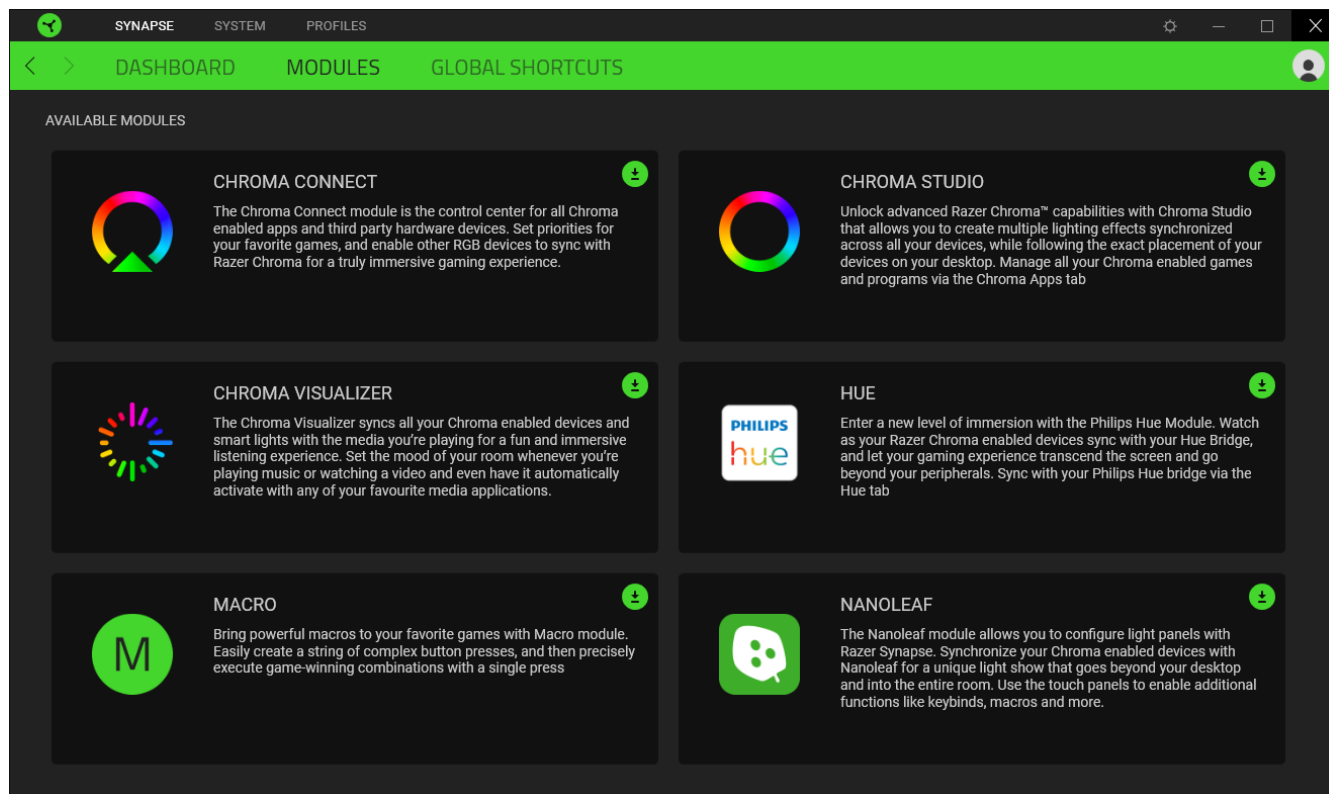 SYNAPSE SYSTEM PROFILES
DASHBOARD MODULES GLOBAL SHORTCUTS
AVAILABLE MODULES
CHROMA CONNECT
The Chroma Connect module is the control center for all Chroma
enabled apps and third party hardware devices. Set priorities for
your favorite games, and enable other RGB devices to sync with
Razer Chroma for a truly immersive gaming experience.
CHROMA STUDIO
Unlock advanced Razer Chroma™ capabilities with Chroma Studio
that allows you to create multiple lighting effects synchronized
across all your devices, while following the exact placement of your
devices on your desktop. Manage all your Chroma enabled games
and programs via the Chroma Apps tab
CHROMA VISUALIZER
The Chroma Visualizer syncs all your Chroma enabled devices and
smart lights with the media you're playing for a fun and immersive
listening experience. Set the mood of your room whenever you're
playing music or watching a video and even have it automatically
activate with any of your favourite media applications.
PHILIPS
hue
HUE
Enter a new level of immersion with the Philips Hue Module. Watch
as your Razer Chroma enabled devices sync with your Hue Bridge,
and let your gaming experience transcend the screen and go
beyond your peripherals. Sync with your Philips Hue bridge via the
Hue tab
M
MACRO
Bring powerful macros to your favorite games with Macro module.
Easily create a string of complex button presses, and then precisely
execute game-winning combinations with a single press
NANOLEAF
The Nanoleaf module allows you to configure light panels with
Razer Synapse. Synchronize your Chroma enabled devices with
Nanoleaf for a unique light show that goes beyond your desktop
and into the entire room. Use the touch panels to enable additional
functions like keybinds, macros and more.